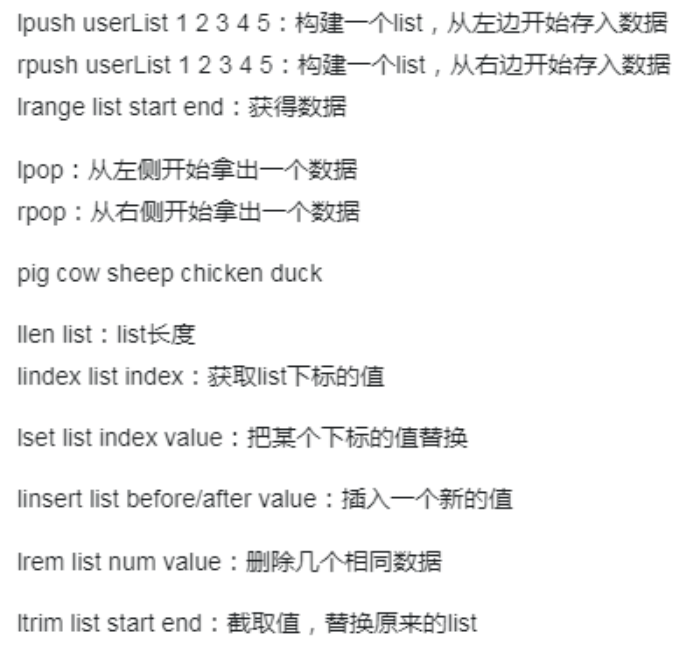 lpush userList 1 2 3 4 5：构建一个list，从左边开始存入数据
rpush userList 1 2 3 4 5：构建一个list，从右边开始存入数据
lrange list start end：获得数据
lpop：从左侧开始拿出一个数据
rpop：从右侧开始拿出一个数据
pig cow sheep chicken duck
llen list：list长度
lindex list index：获取list下标的值
lset list index value：把某个下标的值替换
linsert list before/after value：插入一个新的值
lrem list num value：删除几个相同数据
ltrim list start end：截取值，替换原来的list